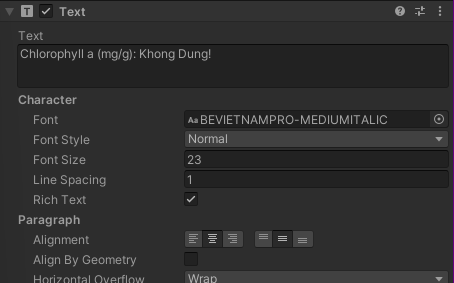 Text
Text
Chlorophyll a (mg/g): Khong Dung!
Character
Font Aa BEVIETNAMPRO-MEDIUMITALIC
Font Style Normal
Font Size 23
Line Spacing 1
Rich Text
Paragraph
Alignment
Align By Geometry
Horizontal Overflow Wrap